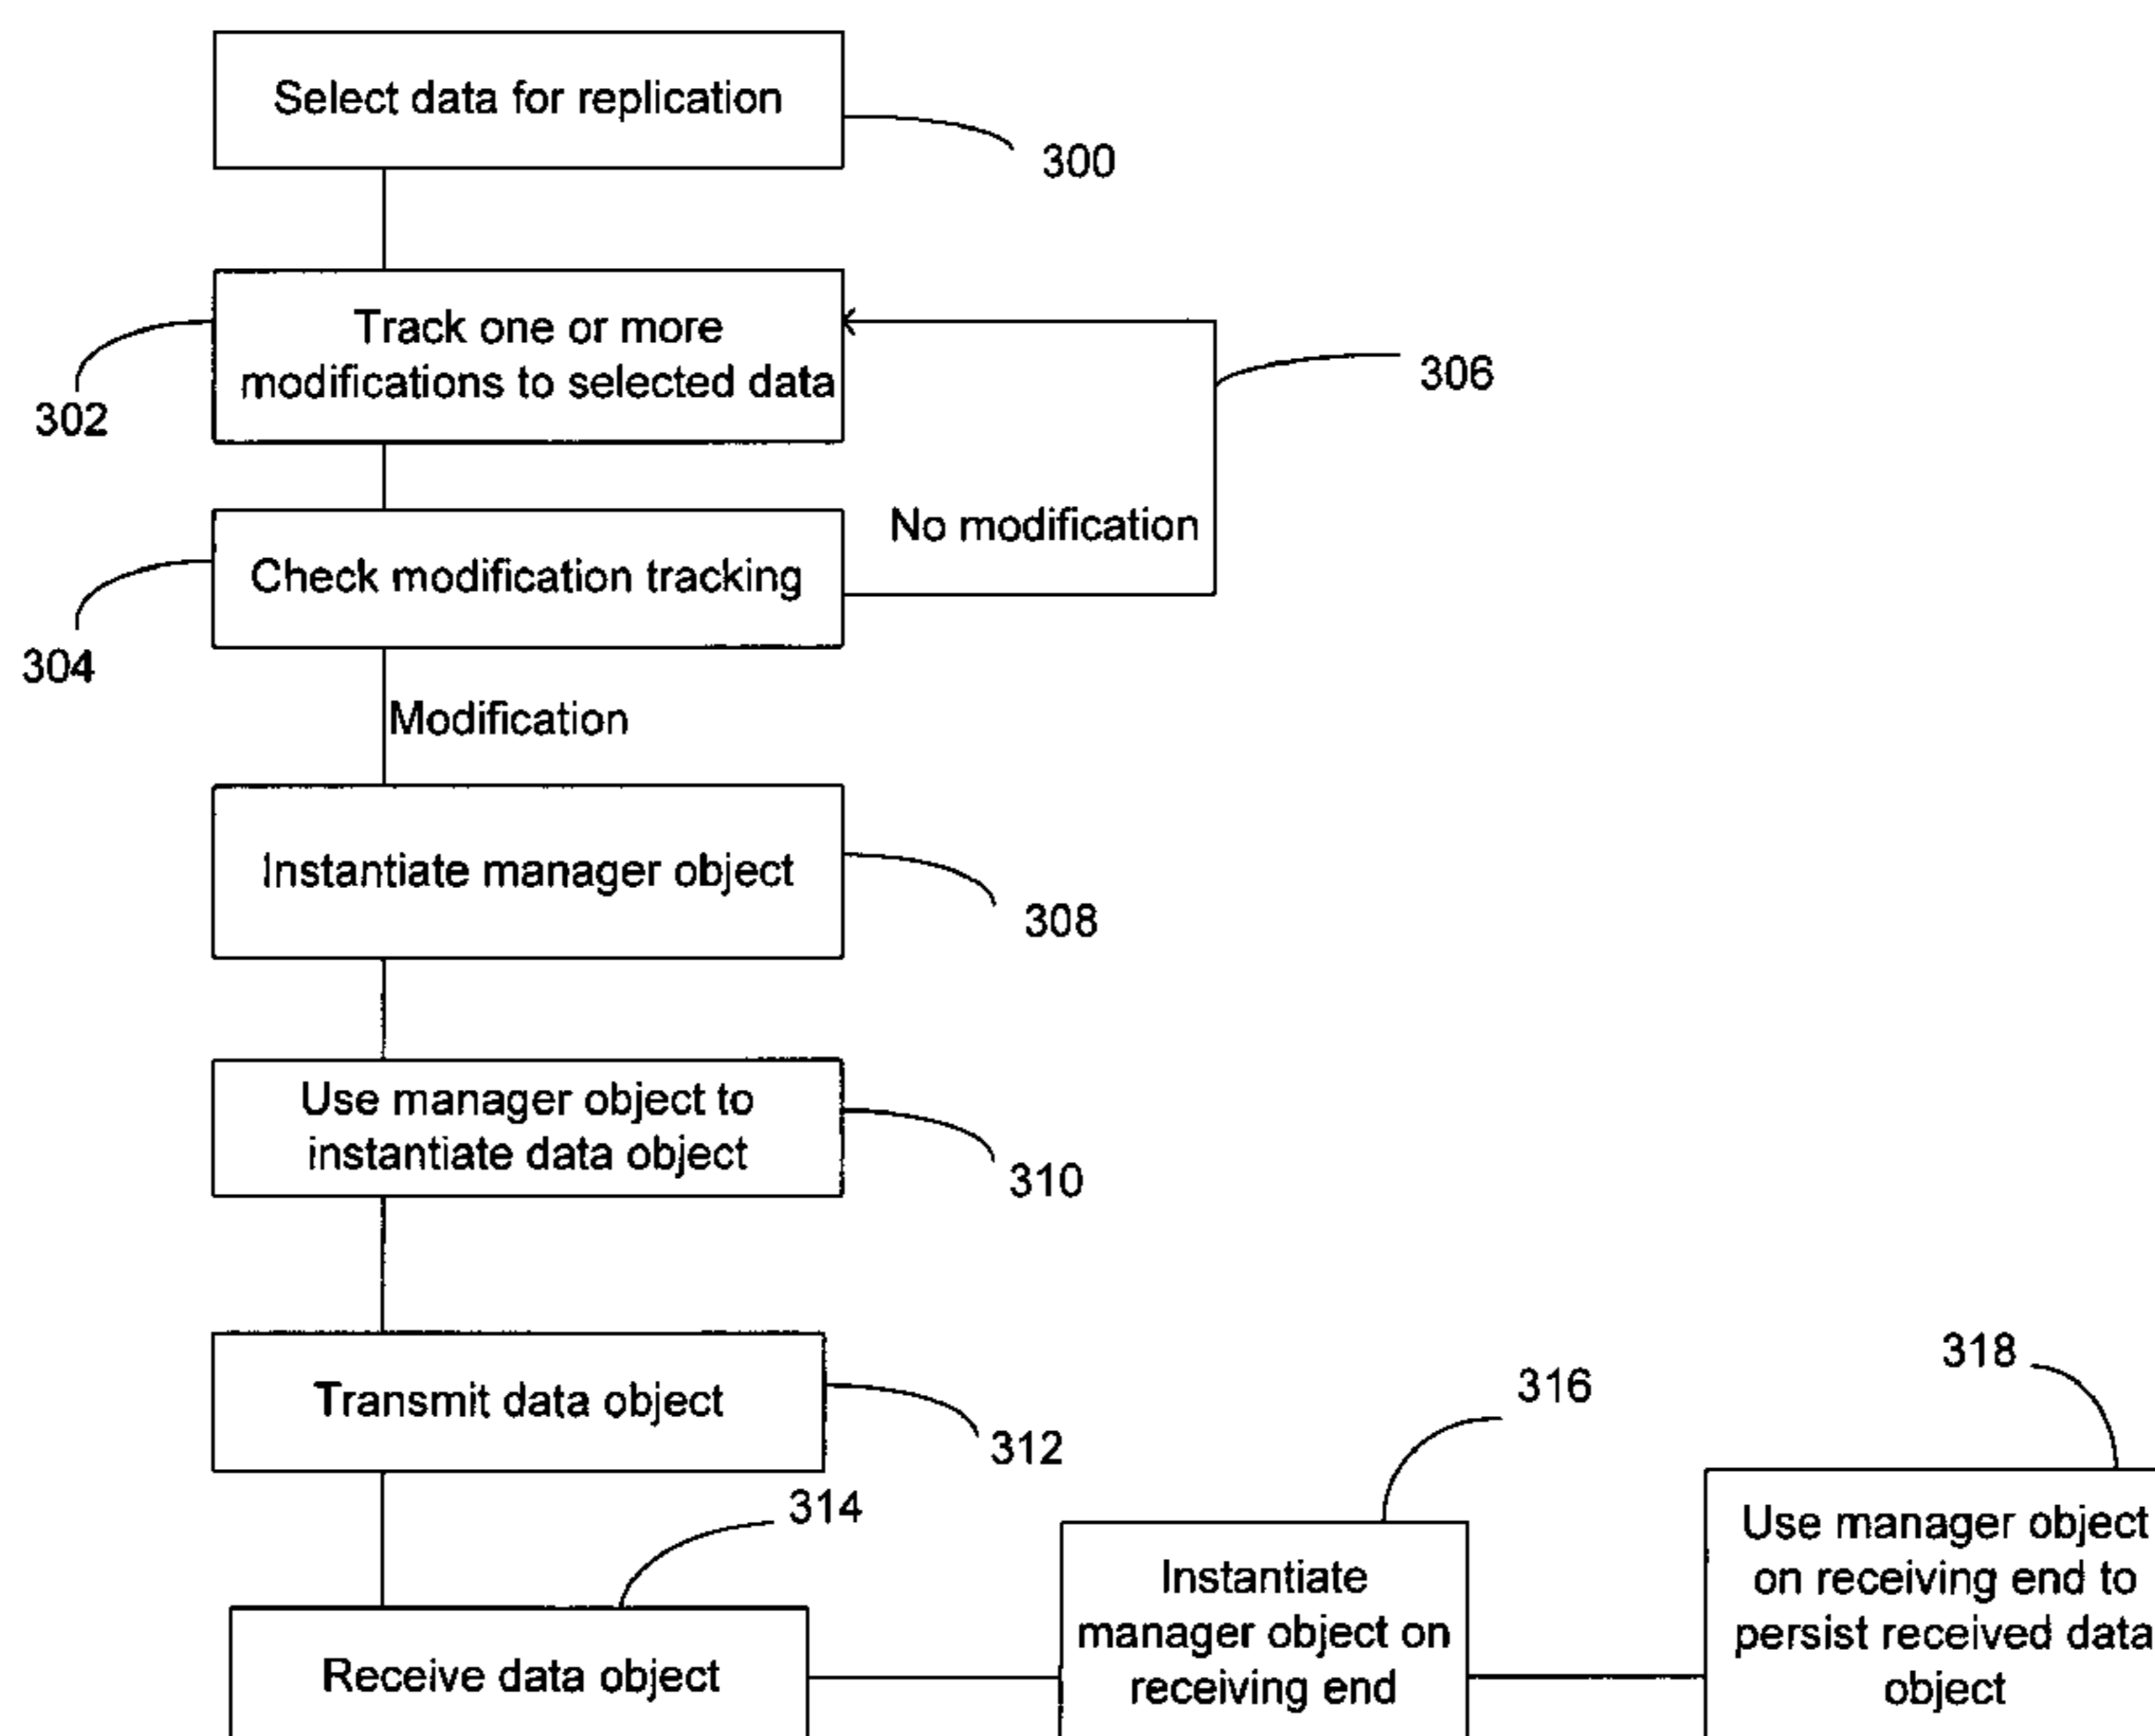 Select data for replication
300
Track one or more
modifications to selected data
302
306
No modification
Check modification tracking
304
Modification
Instantiate manager object
308
Use manager object to
instantiate data object
310
Transmit data object
312
314
Receive data object
316
Instantiate
manager object on
receiving end
318
Use manager object
on receiving end to
persist received data
object